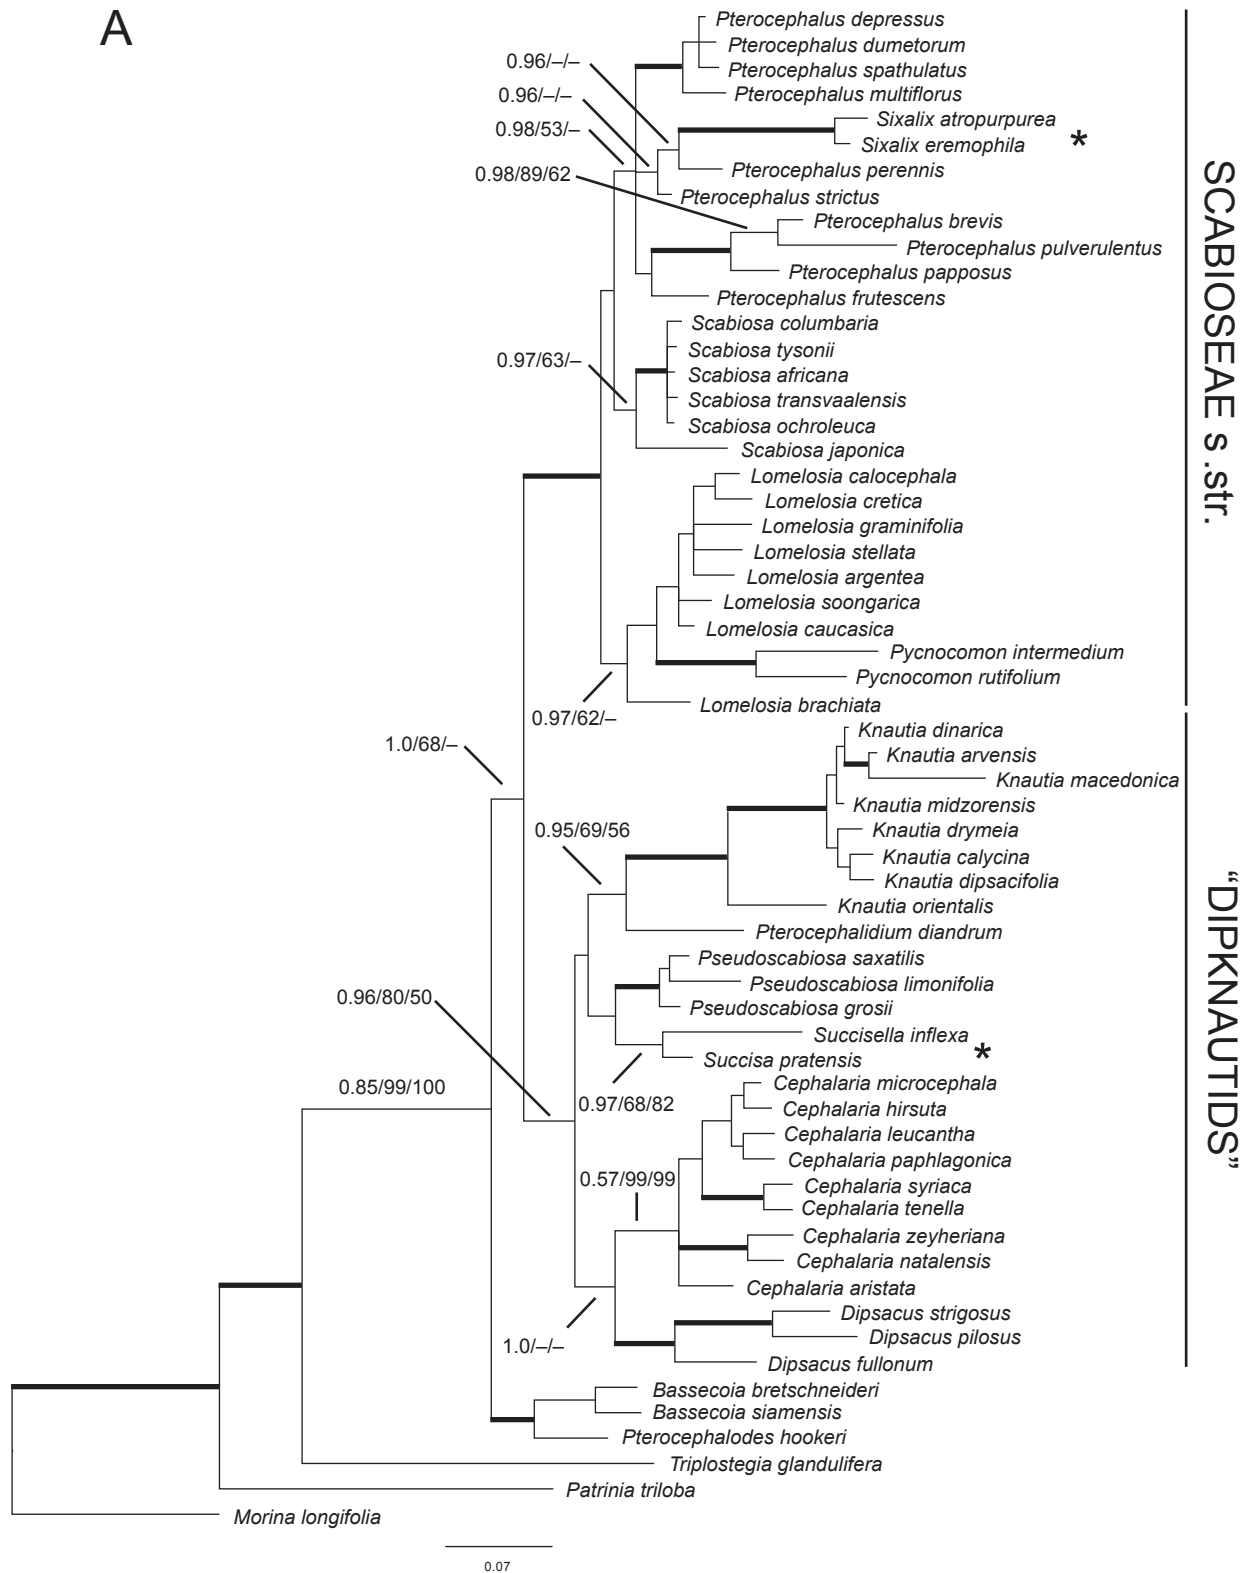 A
Pterocephalus depressus
Pterocephalus dumetorum
0.96/–/–
Pterocephalus spathulatus
0.96/–/–
Pterocephalus multiflorus
Sixalix atropurpurea
0.98/53/–
Sixalix eremophila
*
Pterocephalus perennis
0.98/89/62
Pterocephalus strictus
Pterocephalus brevis
Pterocephalus pulverulentus
Pterocephalus papposus
Pterocephalus frutescens
Scabiosa columbaria
Scabiosa tysonii
0.97/63/–
Scabiosa africana
Scabiosa transvaalensis
Scabiosa ochroleuca
Scabiosa japonica
Lomelosia calocephala
Lomelosia cretica
Lomelosia graminifolia
Lomelosia stellata
Lomelosia argentea
Lomelosia soongarica
Lomelosia caucasica
Pycnocomon intermedium
Pycnocomon rutifolium
Lomelosia brachiata
0.97/62/–
SCABIOSEAE s .str.
Knautia dinarica
1.0/68/–
Knautia arvensis
Knautia macedonica
Knautia midzorensis
0.95/69/56
Knautia drymeia
Knautia calycina
Knautia dipsacifolia
Knautia orientalis
Pterocephalidium diandrum
Pseudoscabiosa saxatilis
Pseudoscabiosa limonifolia
0.96/80/50
Pseudoscabiosa grosii
Succisella inflexa
*
Succisa pratensis
Cephalaria microcephala
0.85/99/100
0.97/68/82
Cephalaria hirsuta
Cephalaria leucantha
Cephalaria paphlagonica
0.57/99/99
Cephalaria syriaca
Cephalaria tenella
Cephalaria zeyheriana
Cephalaria natalensis
Cephalaria aristata
Dipsacus strigosus
Dipsacus pilosus
1.0/–/–
Dipsacus fullonum
“DIPKNAUTIDS”
Bassecoia bretschneideri
Bassecoia siamensis
Pterocephalodes hookeri
Triplostegia glandulifera
Patrinia triloba
Morina longifolia
0.07